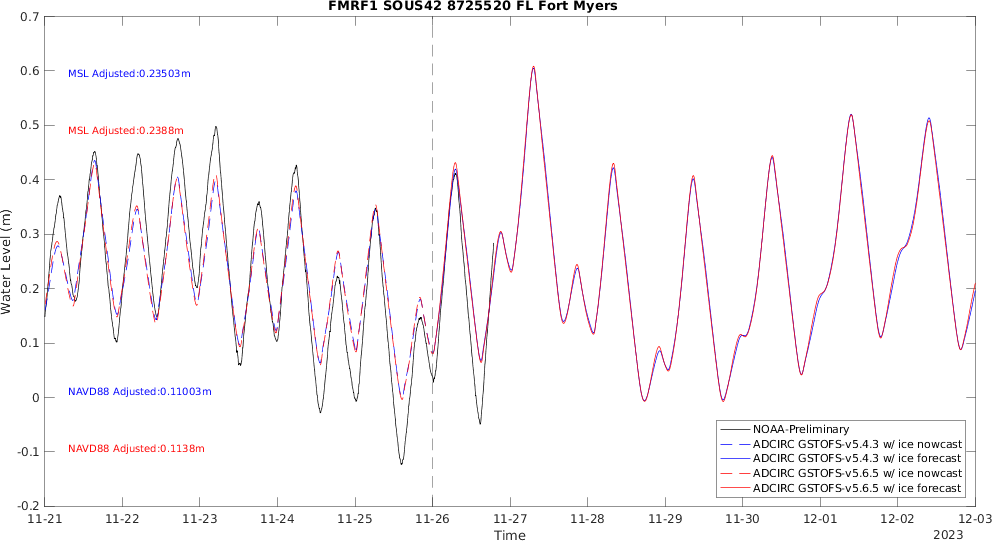 FMRF1 SOUS42 8725520 FL Fort Myers
0.7
0.6
0.5
0.4
0.3
0.2
0.1
0
-0.1
-0.2
Water Level (m)
MSL Adjusted:0.23503m
MSL Adjusted:0.2388m
NAVD88 Adjusted:0.11003m
NAVD88 Adjusted:0.1138m
NOAA-Preliminary
ADCIRC GSTOFS-v5.4.3 w/ ice nowcast
ADCIRC GSTOFS-v5.4.3 w/ ice forecast
ADCIRC GSTOFS-v5.6.5 w/ ice nowcast
ADCIRC GSTOFS-v5.6.5 w/ ice forecast
11-21 11-22 11-23 11-24 11-25 11-26 11-27 11-28 11-29 11-30 12-01 12-02 12-03
Time
2023